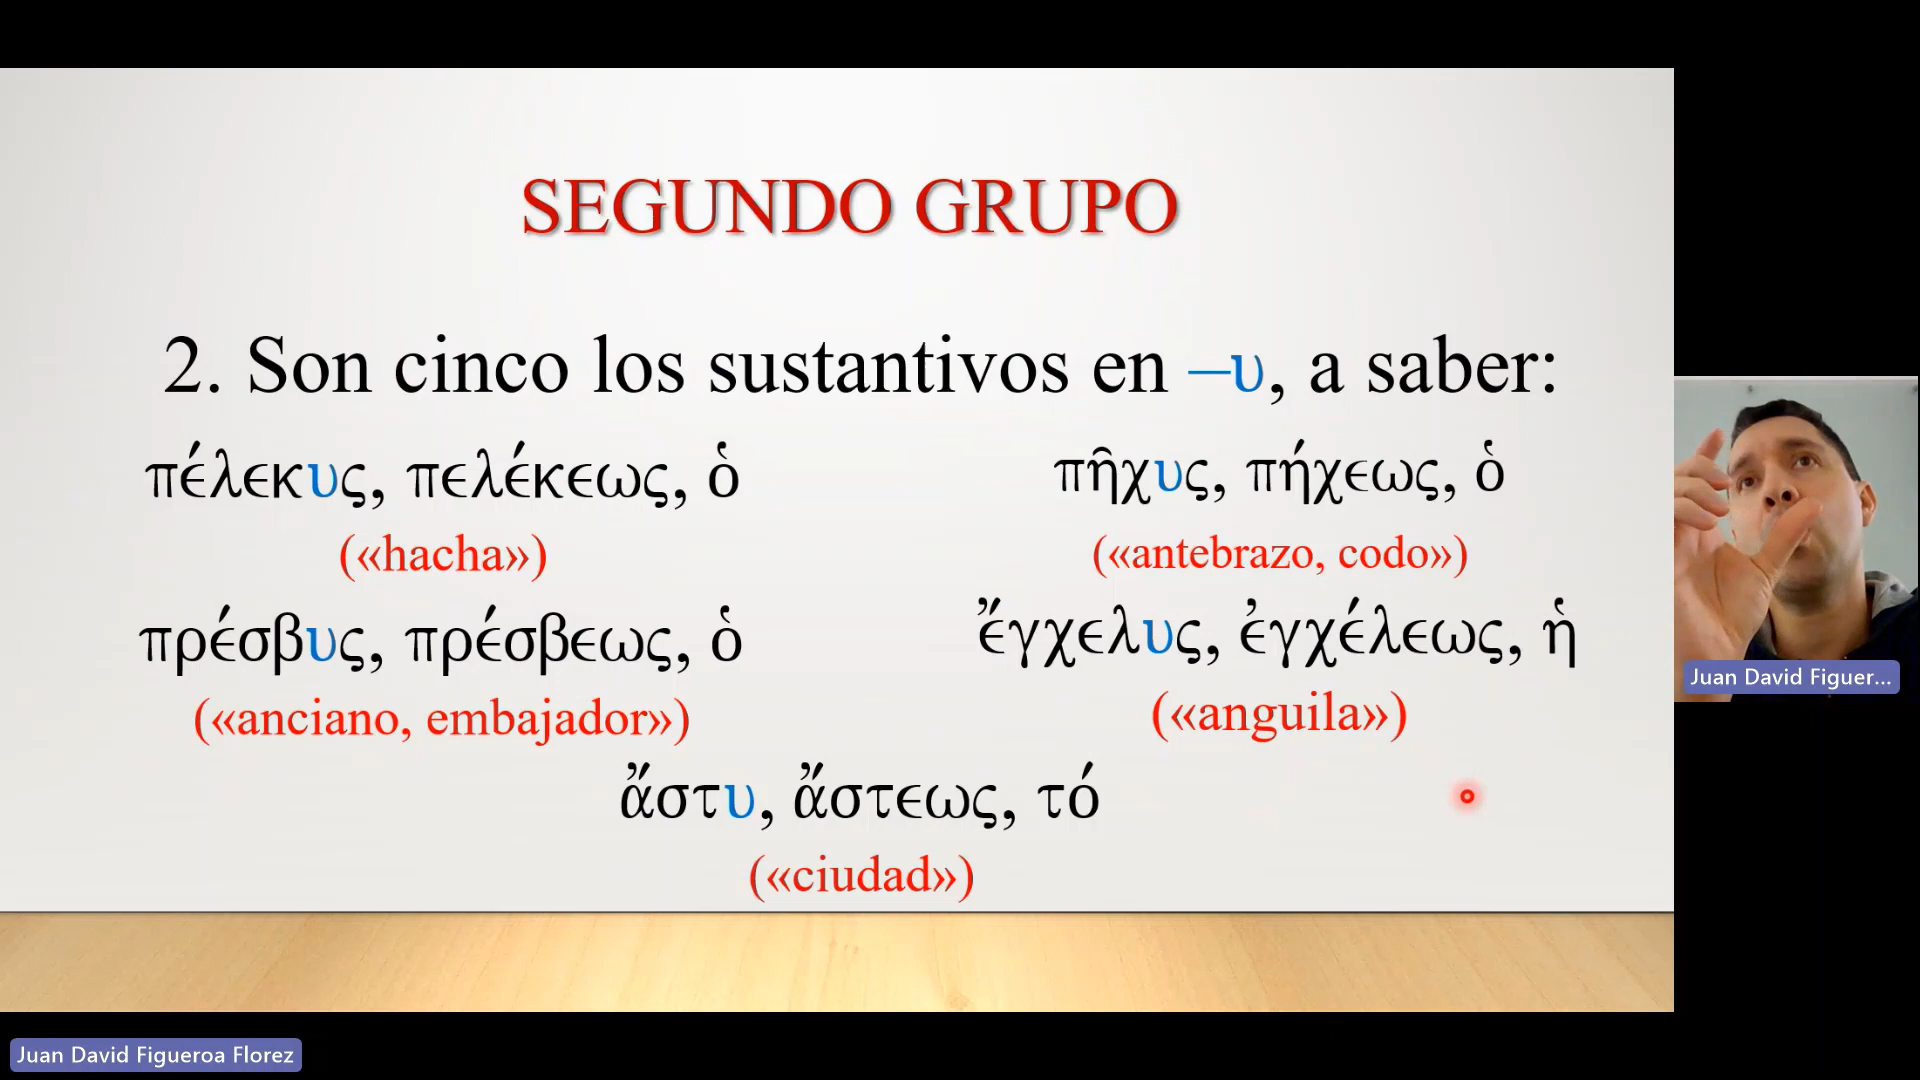 SEGUNDO GRUPO
2. Son cinco los sustantivos en –υ, a saber:
πέλεκυς, πελέκεως, ὁ
(«hacha»)
πῆχυς, πήχεως, ὁ
(«antebrazo, codo»)
πρέσβυς, πρέσβεως, ὁ
(«anciano, embajador»)
ἔγχελυς, ἐγχέλεως, ἡ
(«anguila»)
ἄστυ, ἄστεως, τό
(«ciudad»)
Juan David Figuer...
Juan David Figueroa Florez